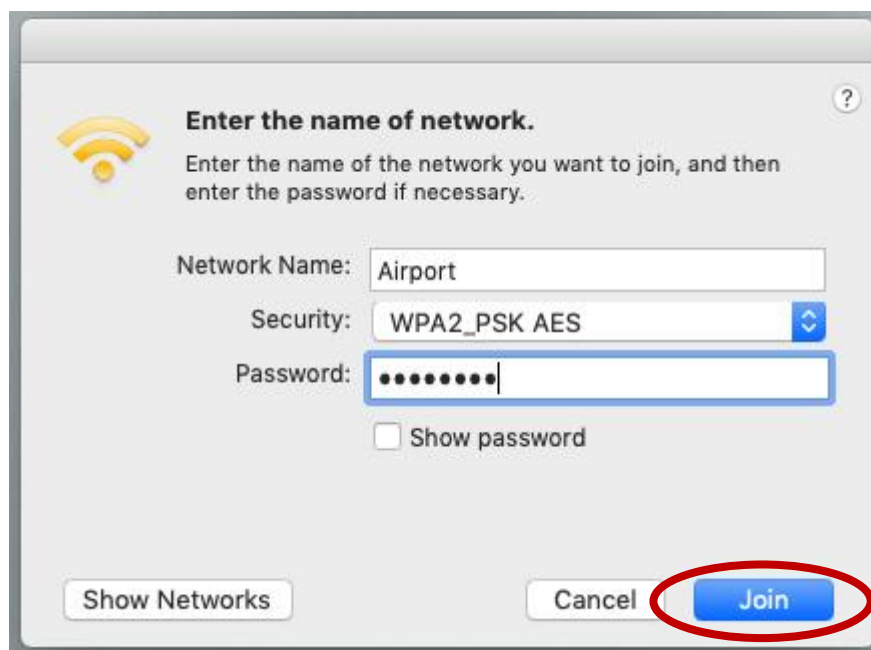 ?
Enter the name of network.
Enter the name of the network you want to join, and then
enter the password if necessary.
Network Name: Airport
Security: WPA2_PSK AES
Password: ••••••••
Show password
Show Networks Cancel Join